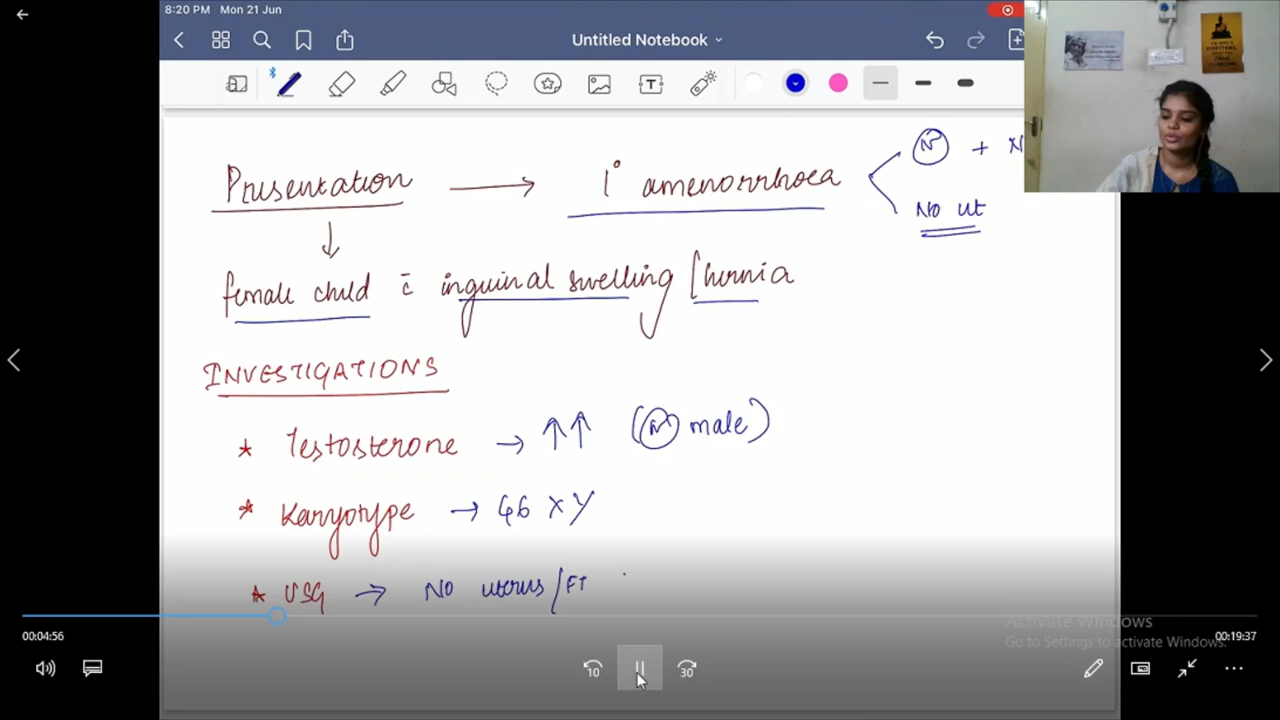 8:20 PM Mon 21 Jun
Untitled Notebook
Presentation → 1° amenorrhoea
N + N
No Ut
female child c̄ inguinal swelling / hernia
INVESTIGATIONS
* Testosterone → ↑↑ (N male)
* Karyotype → 46 XY
* USG → No uterus/FT
Activate Windows
Go to Settings to activate Windows.
00:04:56
00:19:37
10
30